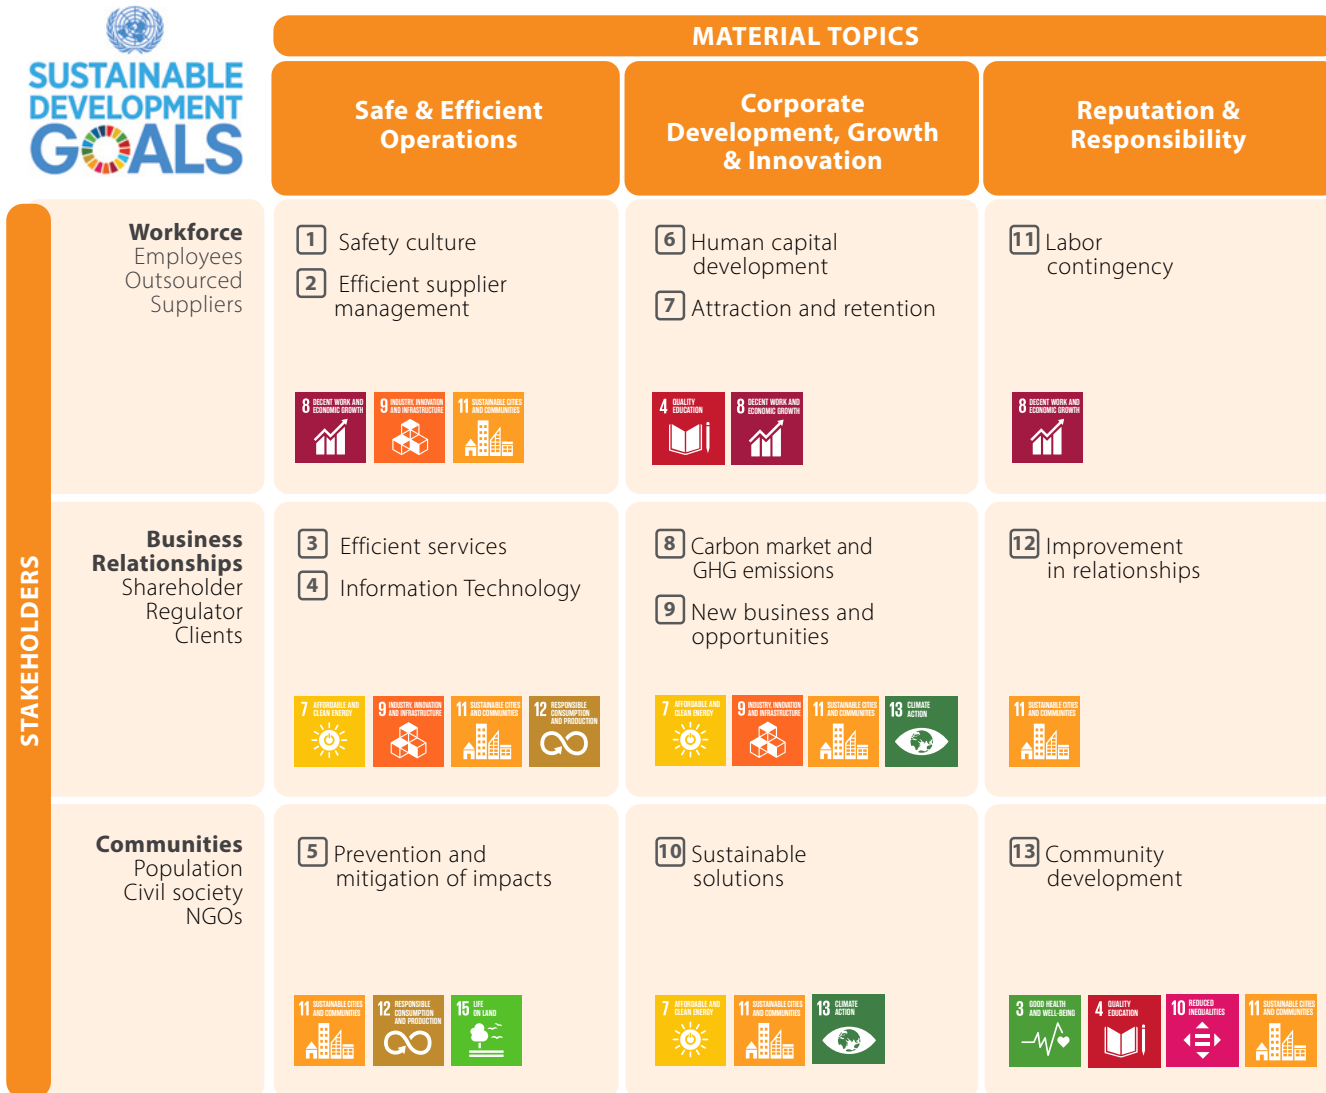 SUSTAINABLE
DEVELOPMENT
GOALS
MATERIAL TOPICS
Safe & Efficient
Operations
Corporate
Development, Growth
& Innovation
Reputation &
Responsibility
STAKEHOLDERS
Workforce
Employees
Outsourced
Suppliers
1 Safety culture
2 Efficient supplier
management
8 DECENT WORK AND
ECONOMIC GROWTH
9 INDUSTRY, INNOVATION
AND INFRASTRUCTURE
11 SUSTAINABLE CITIES
AND COMMUNITIES
6 Human capital
development
7 Attraction and retention
4 QUALITY
EDUCATION
8 DECENT WORK AND
ECONOMIC GROWTH
11 Labor
contingency
8 DECENT WORK AND
ECONOMIC GROWTH
Business
Relationships
Shareholder
Regulator
Clients
3 Efficient services
4 Information Technology
7 AFFORDABLE AND
CLEAN ENERGY
9 INDUSTRY, INNOVATION
AND INFRASTRUCTURE
11 SUSTAINABLE CITIES
AND COMMUNITIES
12 RESPONSIBLE
CONSUMPTION
AND PRODUCTION
8 Carbon market and
GHG emissions
9 New business and
opportunities
7 AFFORDABLE AND
CLEAN ENERGY
9 INDUSTRY, INNOVATION
AND INFRASTRUCTURE
11 SUSTAINABLE CITIES
AND COMMUNITIES
13 CLIMATE
ACTION
12 Improvement
in relationships
11 SUSTAINABLE CITIES
AND COMMUNITIES
Communities
Population
Civil society
NGOs
5 Prevention and
mitigation of impacts
11 SUSTAINABLE CITIES
AND COMMUNITIES
12 RESPONSIBLE
CONSUMPTION
AND PRODUCTION
15 LIFE
ON LAND
10 Sustainable
solutions
7 AFFORDABLE AND
CLEAN ENERGY
11 SUSTAINABLE CITIES
AND COMMUNITIES
13 CLIMATE
ACTION
13 Community
development
3 GOOD HEALTH
AND WELL-BEING
4 QUALITY
EDUCATION
10 REDUCED
INEQUALITIES
11 SUSTAINABLE CITIES
AND COMMUNITIES